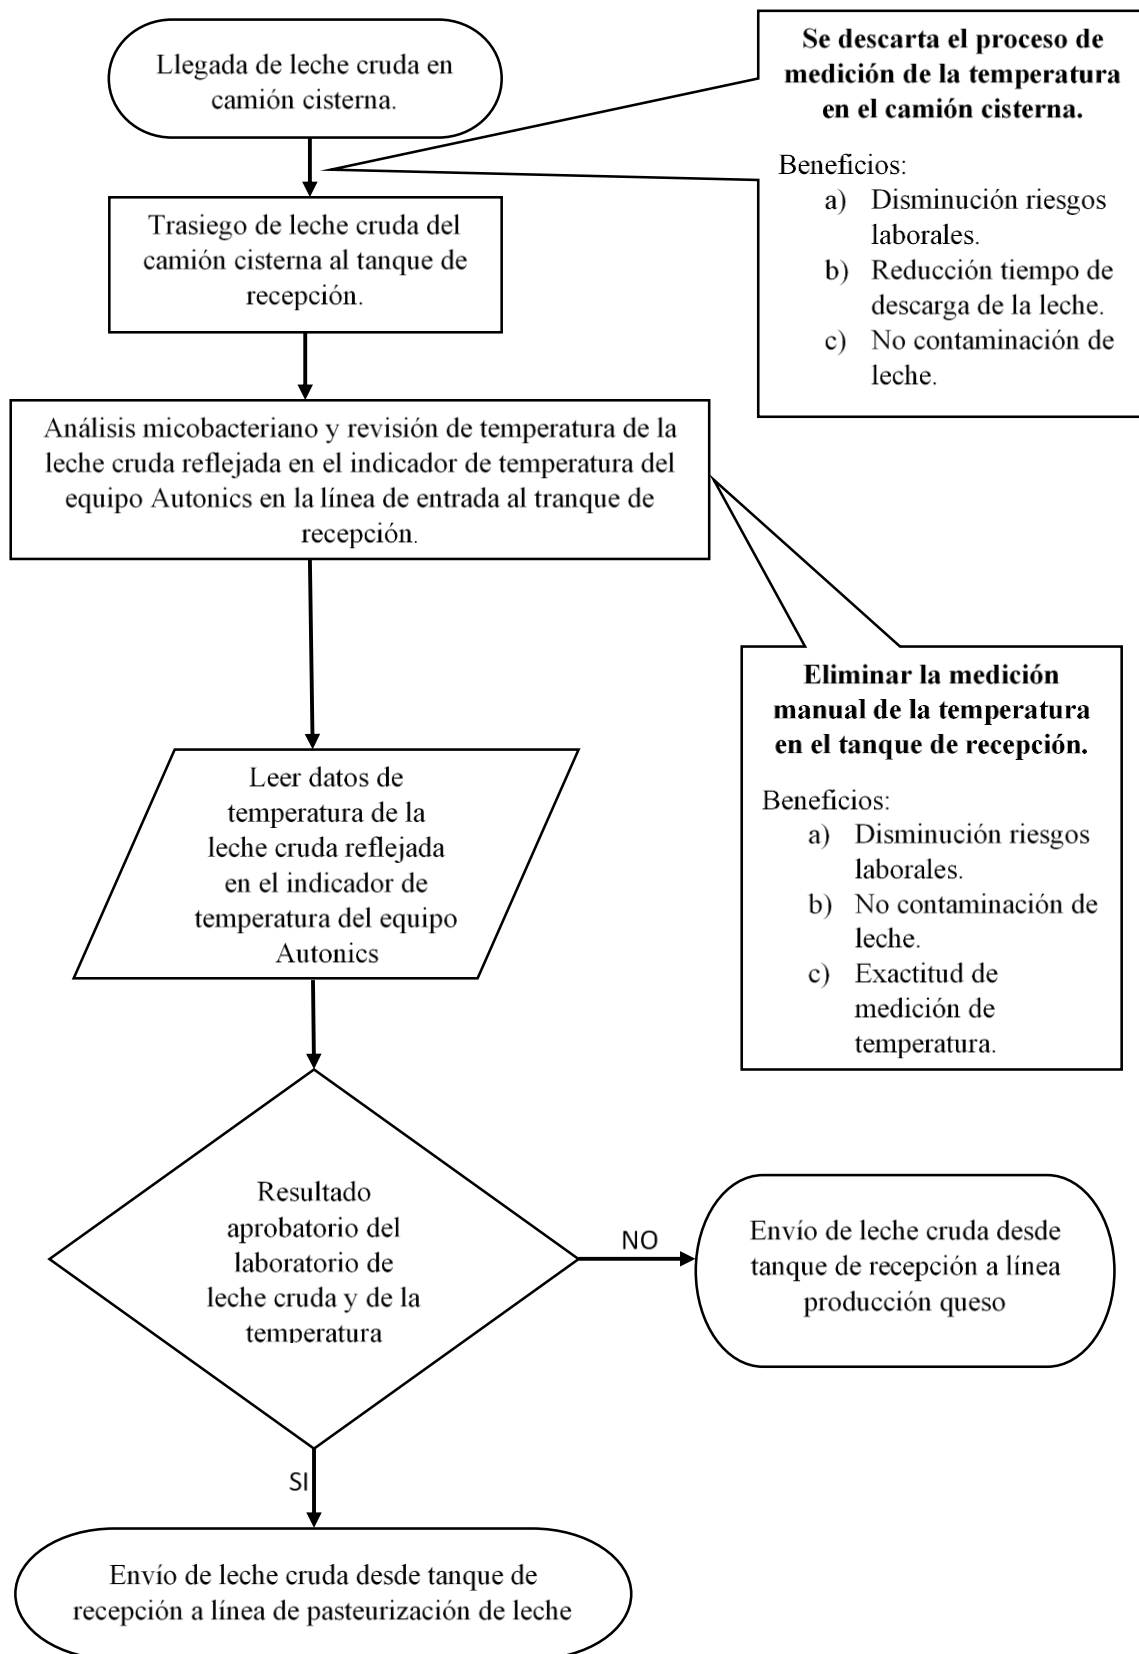 Llegada de leche cruda en
camión cisterna.
Se descarta el proceso de
medición de la temperatura
en el camión cisterna.
Beneficios:
a) Disminución riesgos
laborales.
b) Reducción tiempo de
descarga de la leche.
c) No contaminación de
leche.
Trasiego de leche cruda del
camión cisterna al tanque de
recepción.
Análisis micobacteriano y revisión de temperatura de la
leche cruda reflejada en el indicador de temperatura del
equipo Autonics en la línea de entrada al tranque de
recepción.
Eliminar la medición
manual de la temperatura
en el tanque de recepción.
Beneficios:
a) Disminución riesgos
laborales.
b) No contaminación de
leche.
c) Exactitud de
medición de
temperatura.
Leer datos de
temperatura de la
leche cruda reflejada
en el indicador de
temperatura del equipo
Autonics
Resultado
aprobatorio del
laboratorio de
leche cruda y de la
temperatura
NO
Envío de leche cruda desde
tanque de recepción a línea
producción queso
SI
Envío de leche cruda desde tanque de
recepción a línea de pasteurización de leche